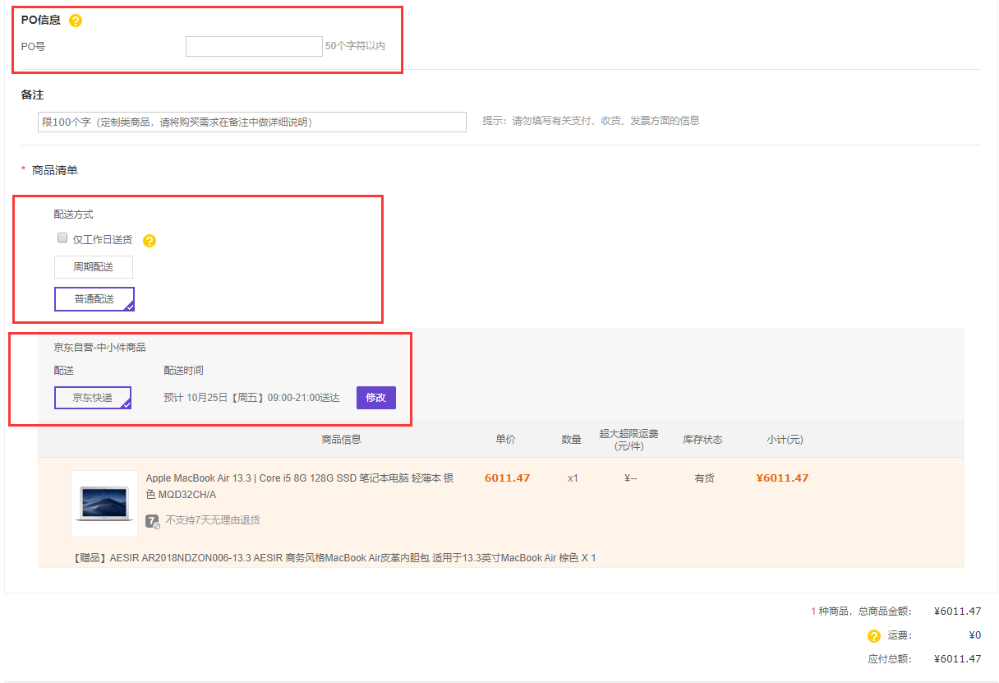 PO信息 ?
PO号 50个字符以内
备注
限100个字（定制类商品，请将购买需求在备注中做详细说明） 提示：请勿填写有关支付、收货、发票方面的信息
* 商品清单
配送方式
仅工作日送货 ?
周期配送
普通配送
京东自营-中小件商品
配送 配送时间
京东快递 预计 10月25日【周五】09:00-21:00送达 修改
商品信息 单价 数量 超大超限运费 库存状态 小计(元)
(元/件)
Apple MacBook Air 13.3 | Core i5 8G 128G SSD 笔记本电脑 轻薄本 银 6011.47 x1 ¥-- 有货 ¥6011.47
色 MQD32CH/A
7 不支持7天无理由退货
【赠品】AESIR AR2018NDZON006-13.3 AESIR 商务风格MacBook Air皮革内胆包 适用于13.3英寸MacBook Air 棕色 X 1
1 种商品，总商品金额： ¥6011.47
? 运费： ¥0
应付总额： ¥6011.47